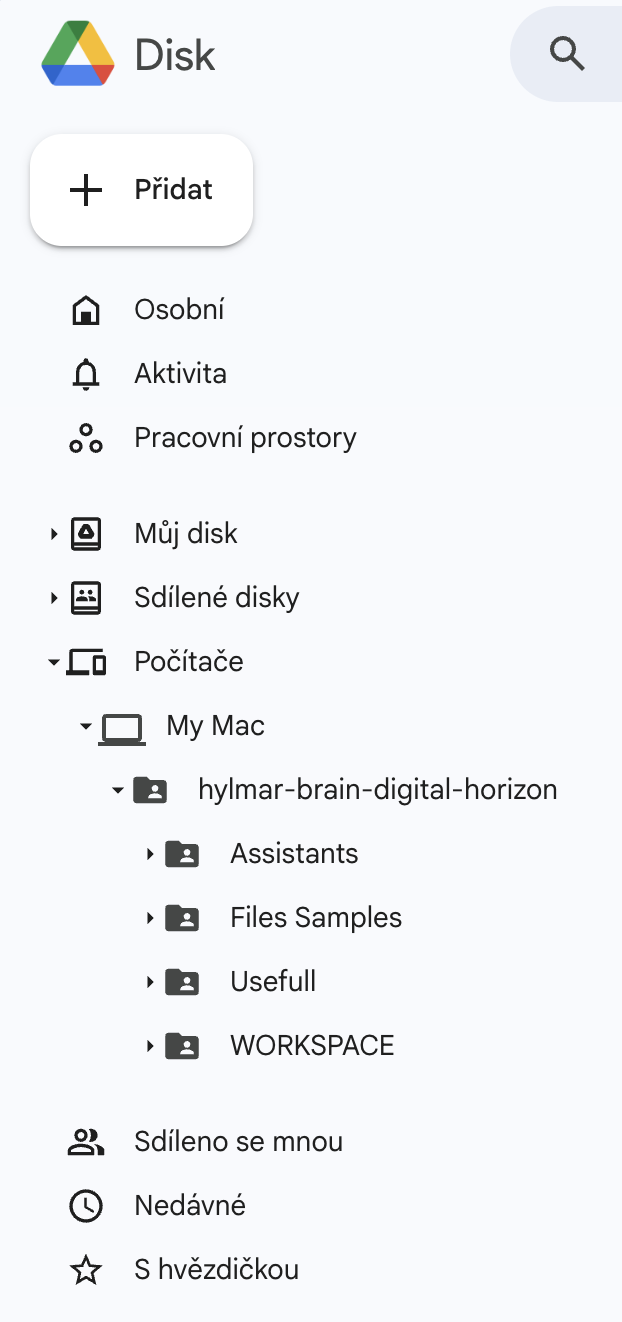 Disk
Přidat
Osobní
Aktivita
Pracovní prostory
Můj disk
Sdílené disky
Počítače
My Mac
hylmar-brain-digital-horizon
Assistants
Files Samples
Usefull
WORKSPACE
Sdíleno se mnou
Nedávné
S hvězdičkou